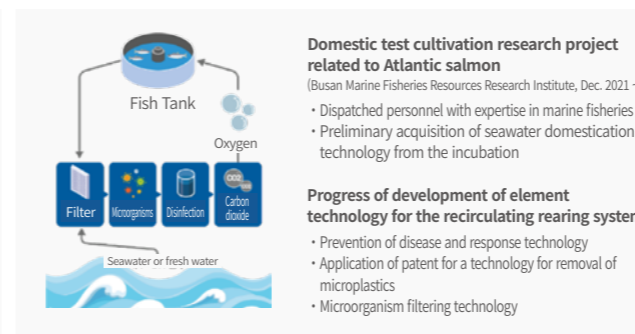 Fish Tank
Oxygen
Filter
Microorganisms
Disinfection
CO2
Carbon
dioxide
Seawater or fresh water
Domestic test cultivation research project
related to Atlantic salmon
(Busan Marine Fisheries Resources Research Institute, Dec. 2021 -
・Dispatched personnel with expertise in marine fisheries
・Preliminary acquisition of seawater domestication
technology from the incubation
Progress of development of element
technology for the recirculating rearing system
・Prevention of disease and response technology
・Application of patent for a technology for removal of
microplastics
・Microorganism filtering technology